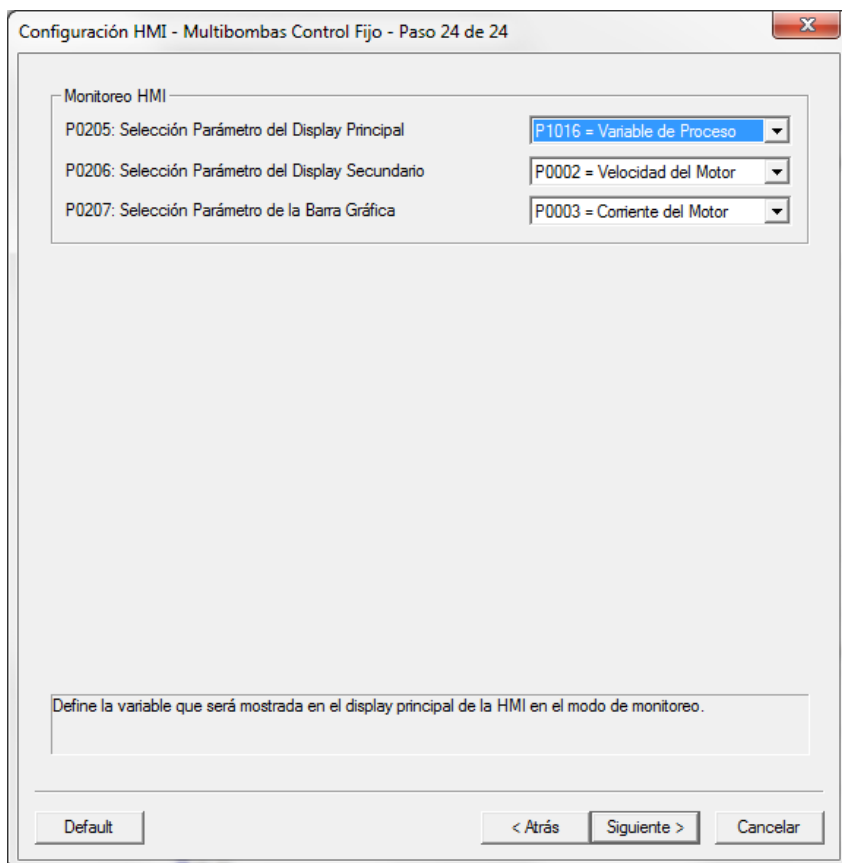 Configuración HMI - Multibombas Control Fijo - Paso 24 de 24
Monitoreo HMI
P0205: Selección Parámetro del Display Principal
P1016 = Variable de Proceso
P0206: Selección Parámetro del Display Secundario
P0002 = Velocidad del Motor
P0207: Selección Parámetro de la Barra Gráfica
P0003 = Corriente del Motor
Define la variable que será mostrada en el display principal de la HMI en el modo de monitoreo.
Default
< Atrás
Siguiente >
Cancelar